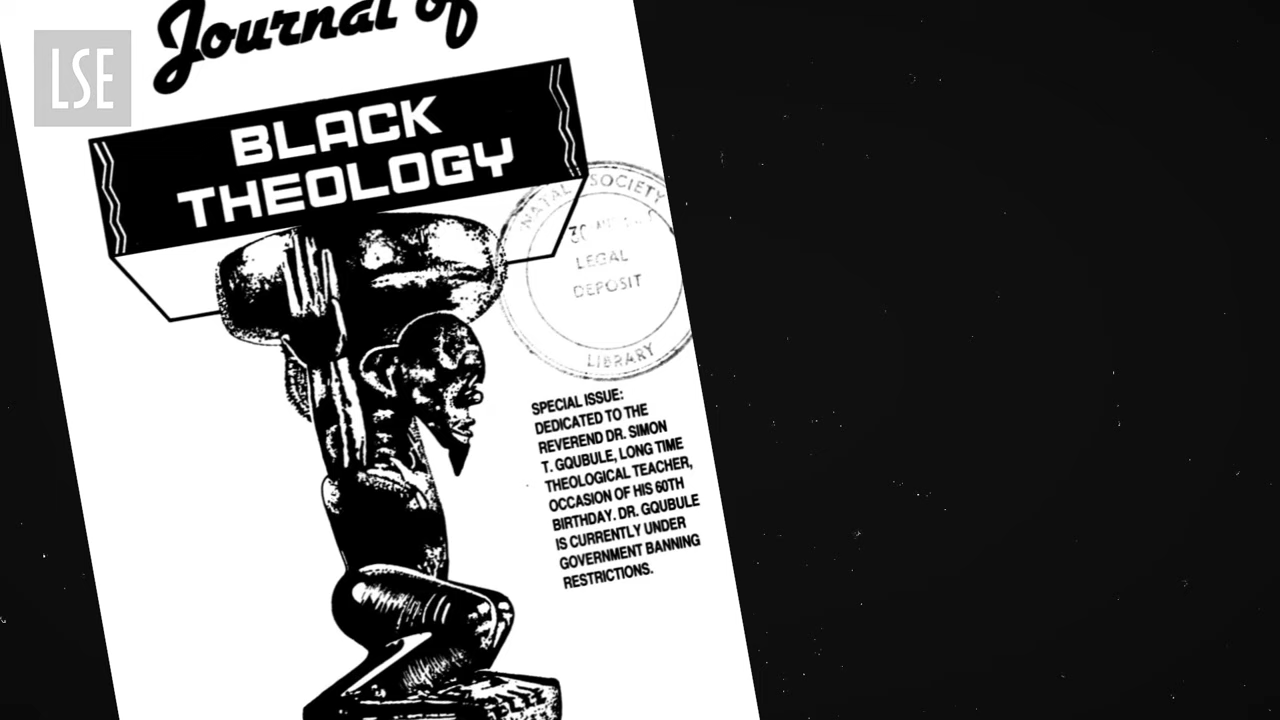 LSE
Journal of
BLACK
THEOLOGY
NATAL SOCIETY
LEGAL
DEPOSIT
LIBRARY
SPECIAL ISSUE:
DEDICATED TO THE
REVEREND DR. SIMON
T. GQUBULE, LONG TIME
THEOLOGICAL TEACHER,
OCCASION OF HIS 60TH
BIRTHDAY. DR. GQUBULE
IS CURRENTLY UNDER
GOVERNMENT BANNING
RESTRICTIONS.